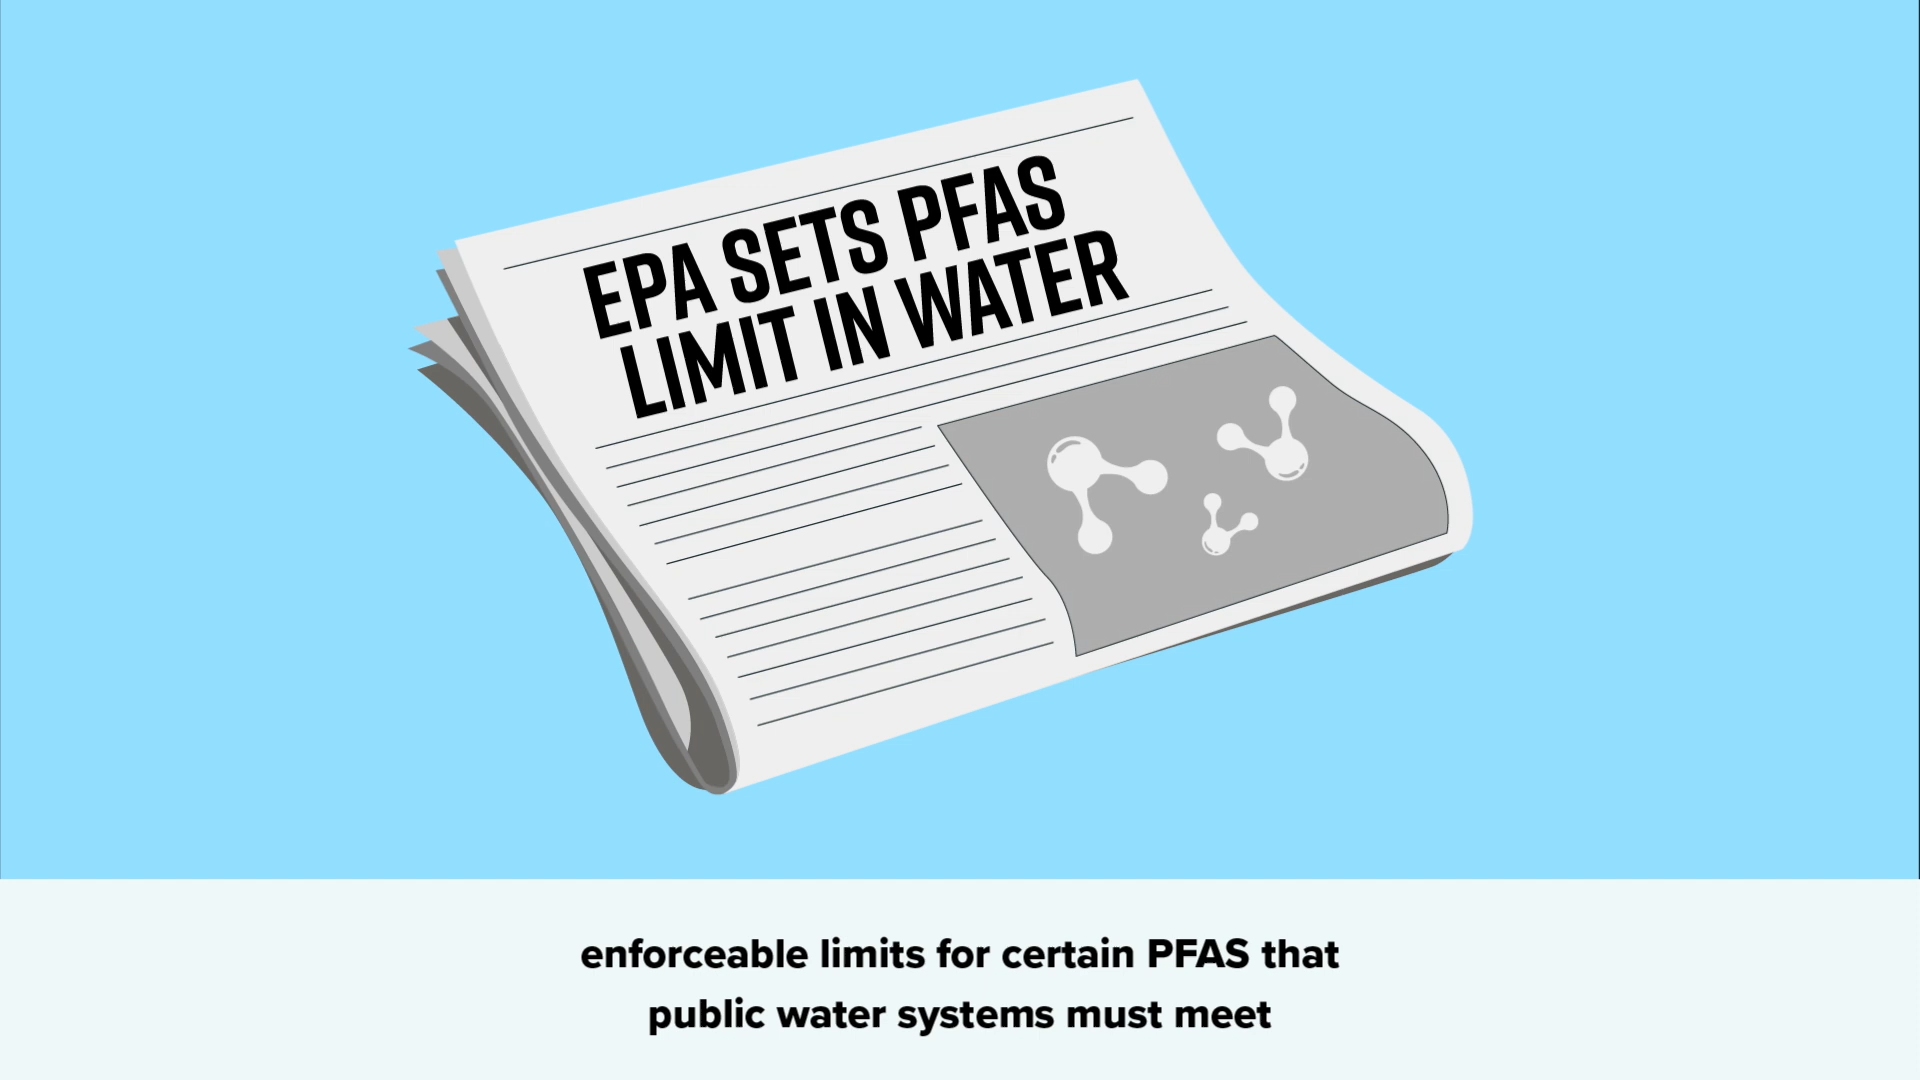 EPA SETS PFAS
LIMIT IN WATER
enforceable limits for certain PFAS that
public water systems must meet